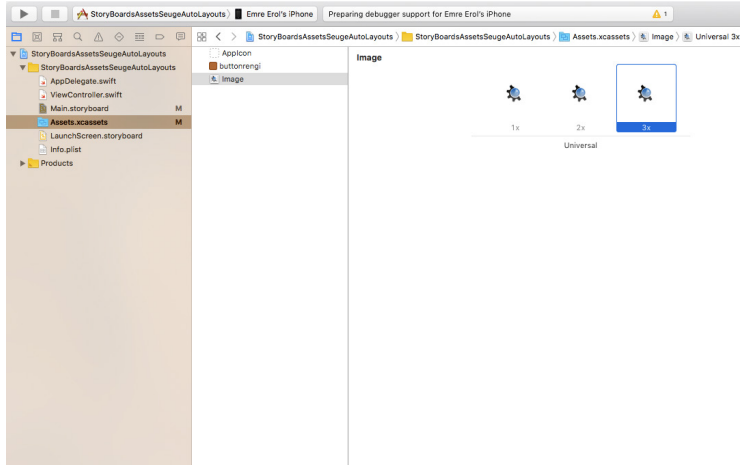 StoryBoardsAssetsSeugeAutoLayouts Emre Erol's iPhone Preparing debugger support for Emre Erol's iPhone 1
StoryBoardsAssetsSeugeAutoLayouts StoryBoardsAssetsSeugeAutoLayouts Assets.xcassets Image Universal 3x
StoryBoardsAssetsSeugeAutoLayouts
StoryBoardsAssetsSeugeAutoLayouts
AppDelegate.swift
ViewController.swift
Main.storyboard M
Assets.xcassets M
LaunchScreen.storyboard
Info.plist
Products
AppIcon
buttonrengi
Image
Image
1x 2x 3x
Universal